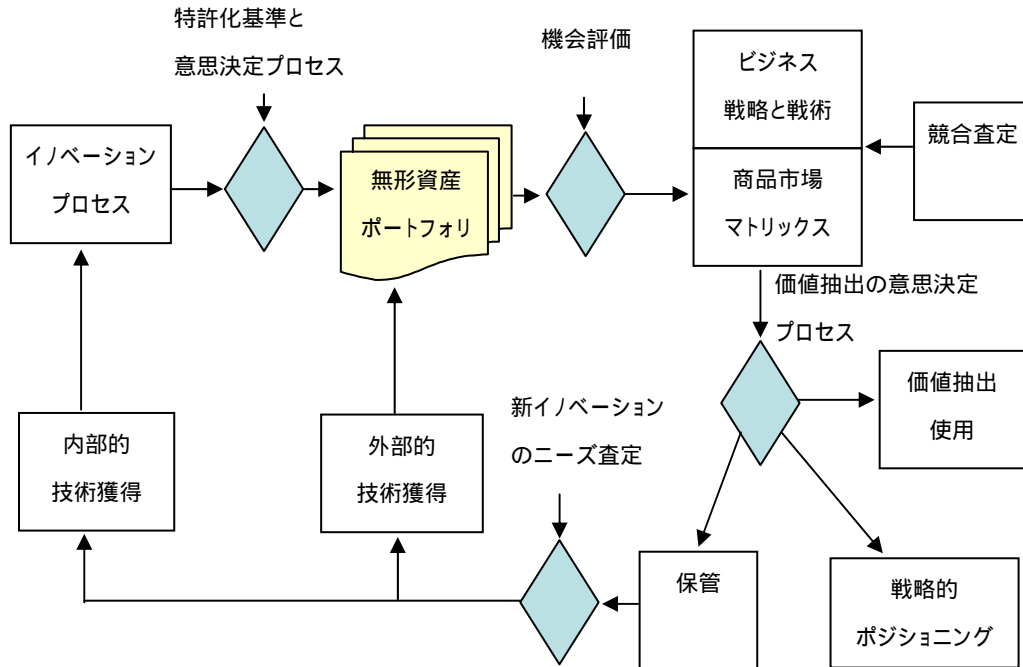 特許化基準と
意思決定プロセス
機会評価
ビジネス
戦略と戦術
競合査定
イノベーション
プロセス
無形資産
ポートフォリ
商品市場
マトリックス
価値抽出の意思決定
プロセス
価値抽出
使用
新イノベーション
のニーズ査定
内部的
技術獲得
外部的
技術獲得
保管
戦略的
ポジショニング